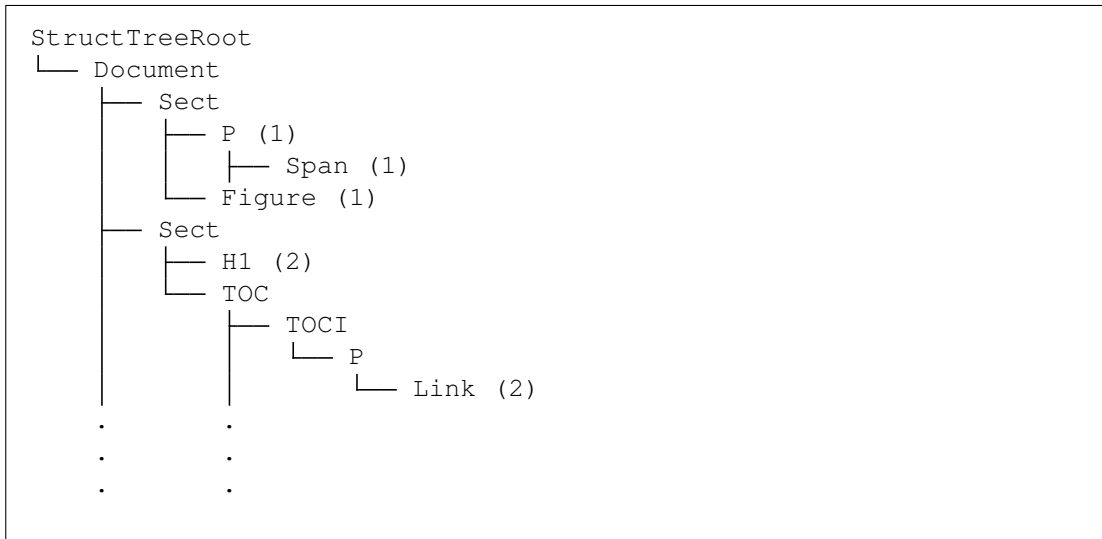 StructTreeRoot
└── Document
    ├── Sect
    │   ├── P (1)
    │   │   ├── Span (1)
    │   └── Figure (1)
    ├── Sect
    │   ├── H1 (2)
    │   └── TOC
    │       ├── TOCI
    │       │   └── P
    │       │       └── Link (2)
    .       .
    .       .
    .       .